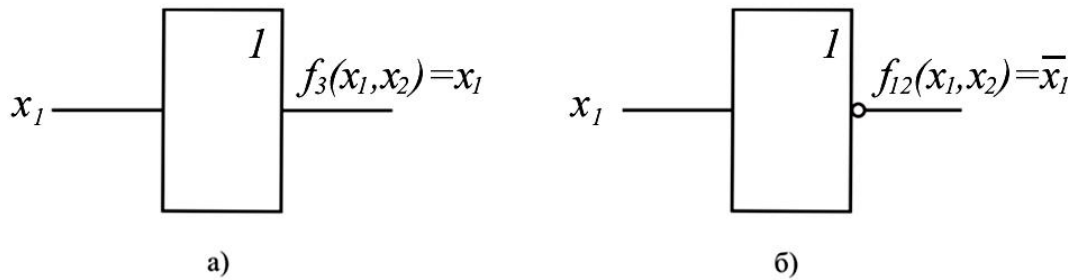 1
f₃(x₁,x₂)=x₁
x₁
а)
1
f₁₂(x₁,x₂)=x̅₁
x₁
б)